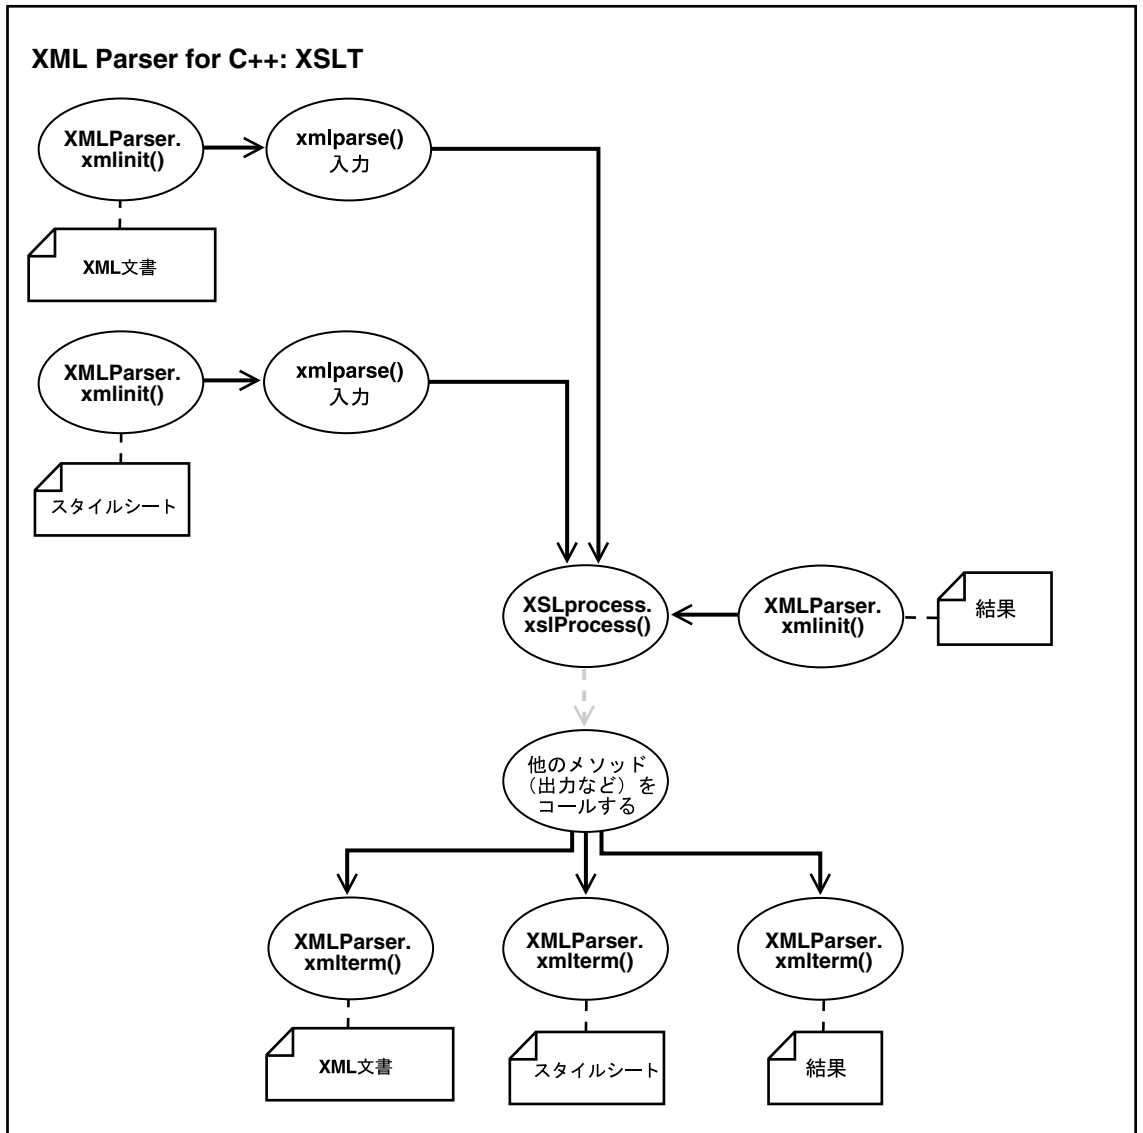 XML Parser for C++: XSLT
XMLParser.
xmlinit()
xmlparse()
入力
XML文書
XMLParser.
xmlinit()
xmlparse()
入力
スタイルシート
XSLprocess.
xslProcess()
XMLParser.
xmlinit()
結果
他のメソッド
（出力など）を
コールする
XMLParser.
xmlterm()
XMLParser.
xmlterm()
XMLParser.
xmlterm()
XML文書
スタイルシート
結果